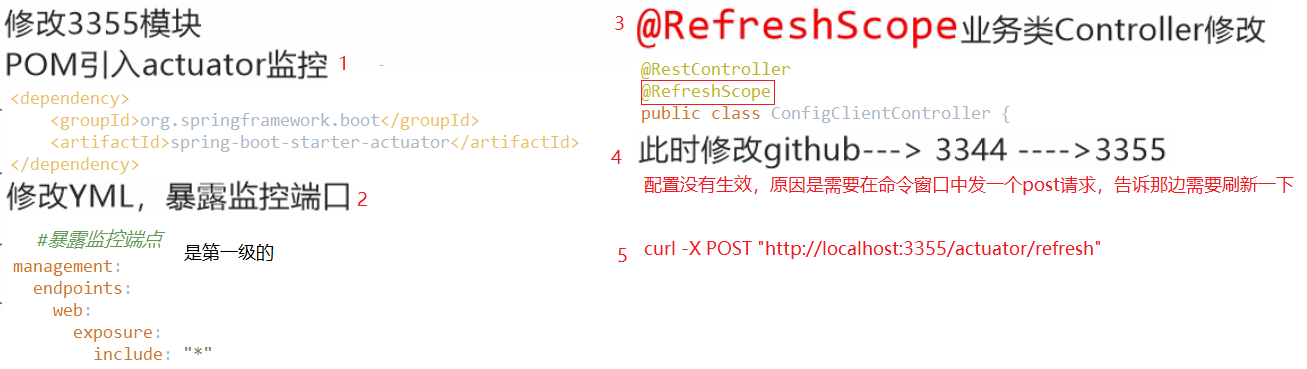 修改3355模块
POM引入actuator监控 1
<dependency>
<groupId>org.springframework.boot</groupId>
<artifactId>spring-boot-starter-actuator</artifactId>
</dependency>
修改YML，暴露监控端口 2
#暴露监控端点
是第一级的
management:
endpoints:
web:
exposure:
include: "*"
3 @RefreshScope业务类Controller修改
@RestController
@RefreshScope
public class ConfigClientController {
4 此时修改github---> 3344 ---->3355
配置没有生效，原因是需要在命令窗口中发一个post请求，告诉那边需要刷新一下
5 curl -X POST "http://localhost:3355/actuator/refresh"